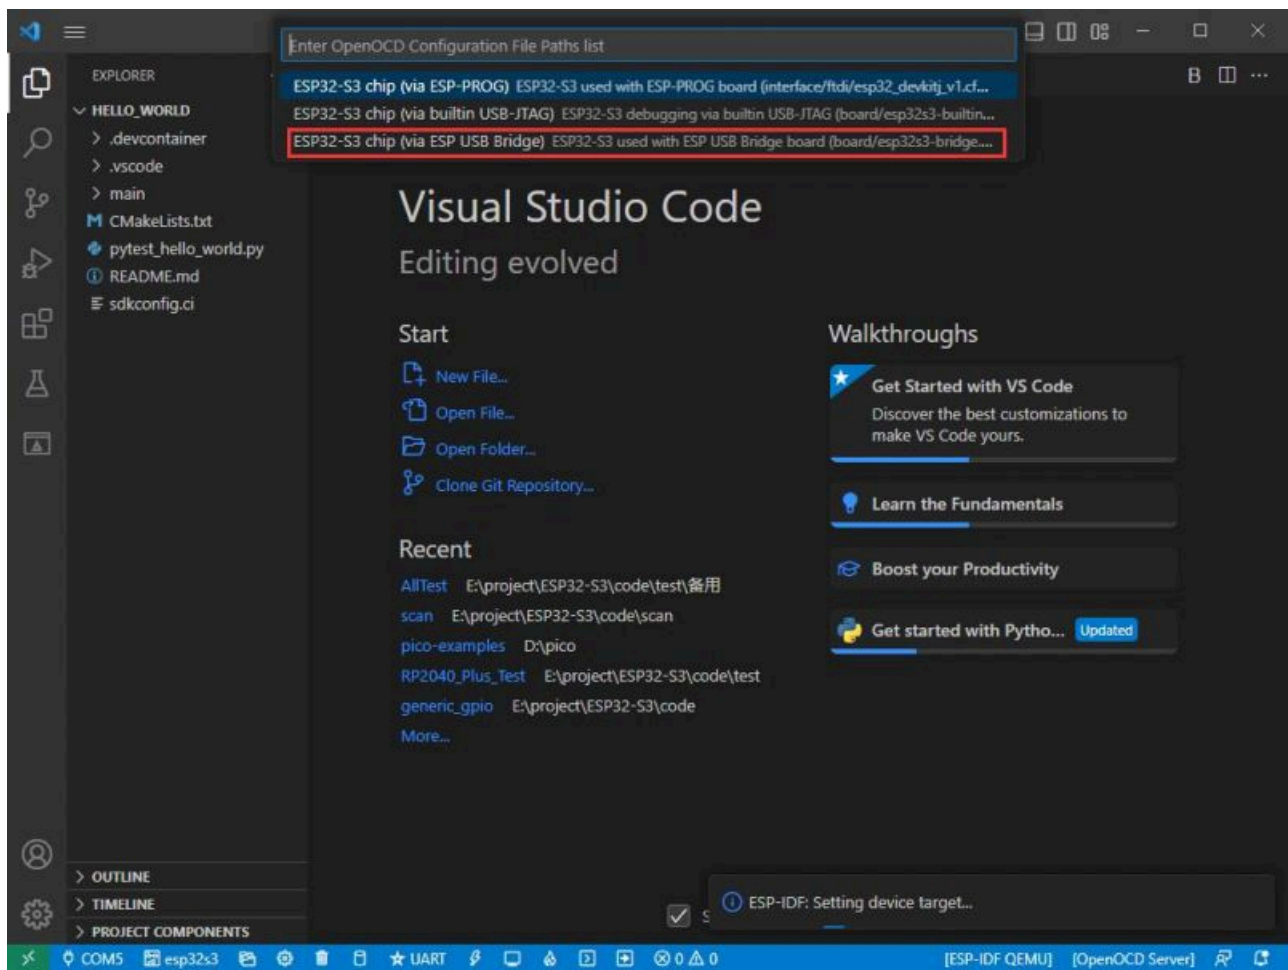 Enter OpenOCD Configuration File Paths list
ESP32-S3 chip (via ESP-PROG) ESP32-S3 used with ESP-PROG board (interface/ftdi/esp32_devkitj_v1.cf...
ESP32-S3 chip (via builtin USB-JTAG) ESP32-S3 debugging via builtin USB-JTAG (board/esp32s3-builtin...
ESP32-S3 chip (via ESP USB Bridge) ESP32-S3 used with ESP USB Bridge board (board/esp32s3-bridge....
EXPLORER
B
HELLO_WORLD
.devcontainer
.vscode
main
CMakeLists.txt
pytest_hello_world.py
README.md
sdkconfig.ci
Visual Studio Code
Editing evolved
Start
New File...
Open File...
Open Folder...
Clone Git Repository...
Recent
AllTest E:\project\ESP32-S3\code\test\备用
scan E:\project\ESP32-S3\code\scan
pico-examples D:\pico
RP2040_Plus_Test E:\project\ESP32-S3\code\test
generic_gpio E:\project\ESP32-S3\code
More...
Walkthroughs
Get Started with VS Code
Discover the best customizations to
make VS Code yours.
Learn the Fundamentals
Boost your Productivity
Get started with Pytho... Updated
OUTLINE
TIMELINE
PROJECT COMPONENTS
ESP-IDF: Setting device target...
COM5 esp32s3 UART 0 0 [ESP-IDF QEMU] [OpenOCD Server]